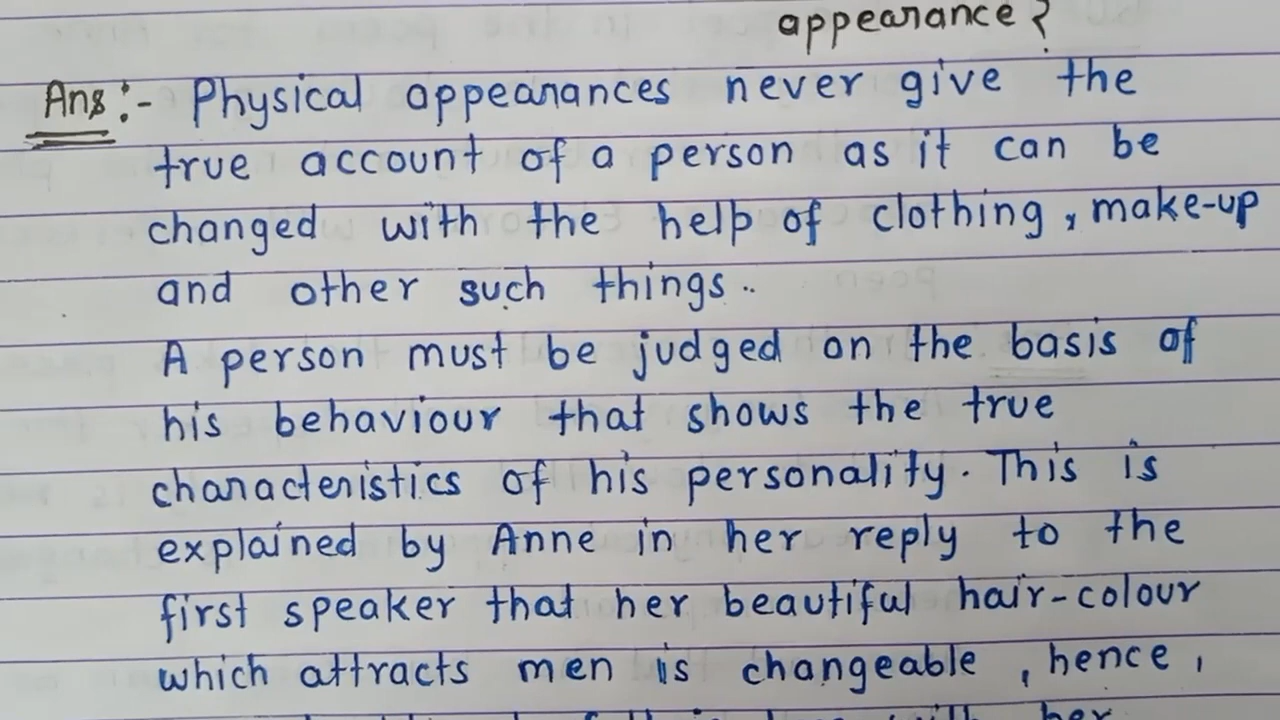 appearance?
Ans:- Physical appearances never give the
true account of a person as it can be
changed with the help of clothing, make-up
and other such things..
A person must be judged on the basis of
his behaviour that shows the true
characteristics of his personality. This is
explained by Anne in her reply to the
first speaker that her beautiful hair-colour
which attracts men is changeable, hence,
her